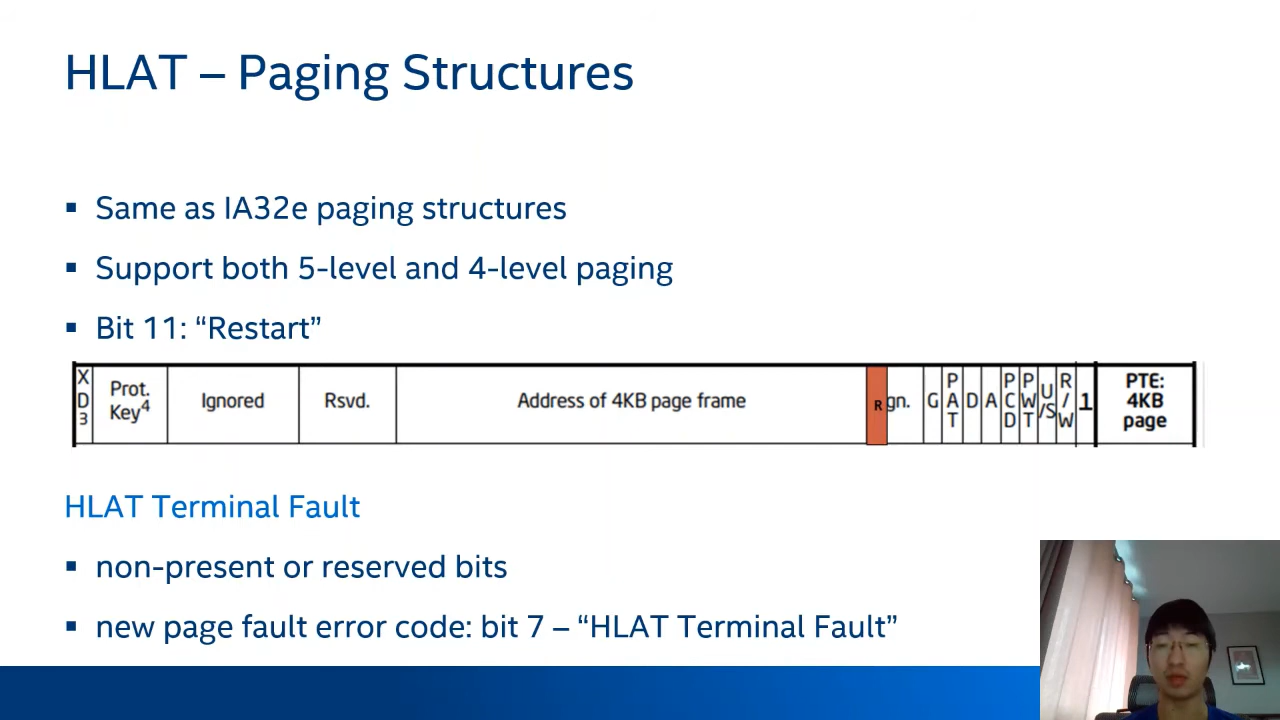 HLAT – Paging Structures
▪ Same as IA32e paging structures
▪ Support both 5-level and 4-level paging
▪ Bit 11: “Restart”
XD3 Prot. Key4 Ignored Rsvd. Address of 4KB page frame R gn. G PAT D A PCD PWT U/S R/W 1 PTE: 4KB page
HLAT Terminal Fault
▪ non-present or reserved bits
▪ new page fault error code: bit 7 – “HLAT Terminal Fault”